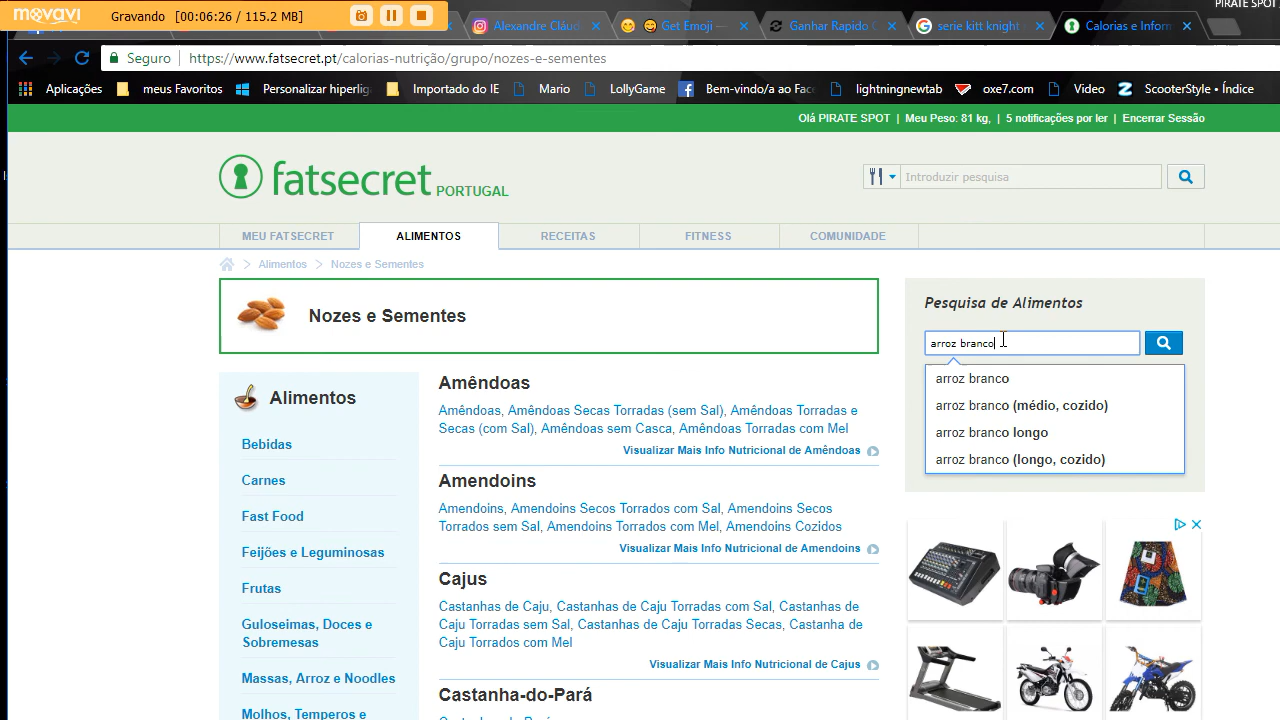 movavi
Gravando [00:06:26 / 115.2 MB]
PIRATE SPOT
Alexandre Cláud
Get Emoji —
Ganhar Rapido C
serie kitt knight
Calorias e Inform
Seguro https://www.fatsecret.pt/calorias-nutrição/grupo/nozes-e-sementes
Aplicações meus Favoritos Personalizar hiperlig Importado do IE Mario LollyGame Bem-vindo/a ao Face lightningnewtab oxe7.com Video ScooterStyle • Índice
Olá PIRATE SPOT | Meu Peso: 81 kg, | 5 notificações por ler | Encerrar Sessão
fatsecret PORTUGAL
Introduzir pesquisa
MEU FATSECRET ALIMENTOS RECEITAS FITNESS COMUNIDADE
Alimentos > Nozes e Sementes
Nozes e Sementes
Alimentos
Bebidas
Carnes
Fast Food
Feijões e Leguminosas
Frutas
Guloseimas, Doces e
Sobremesas
Massas, Arroz e Noodles
Molhos, Temperos e
Amêndoas
Amêndoas, Amêndoas Secas Torradas (sem Sal), Amêndoas Torradas e
Secas (com Sal), Amêndoas sem Casca, Amêndoas Torradas com Mel
Visualizar Mais Info Nutricional de Amêndoas
Amendoins
Amendoins, Amendoins Secos Torrados com Sal, Amendoins Secos
Torrados sem Sal, Amendoins Torrados com Mel, Amendoins Cozidos
Visualizar Mais Info Nutricional de Amendoins
Cajus
Castanhas de Caju, Castanhas de Caju Torradas com Sal, Castanhas de
Caju Torradas sem Sal, Castanhas de Caju Torradas Secas, Castanha de
Caju Torrados com Mel
Visualizar Mais Info Nutricional de Cajus
Castanha-do-Pará
Pesquisa de Alimentos
arroz branco
arroz branco
arroz branco (médio, cozido)
arroz branco longo
arroz branco (longo, cozido)